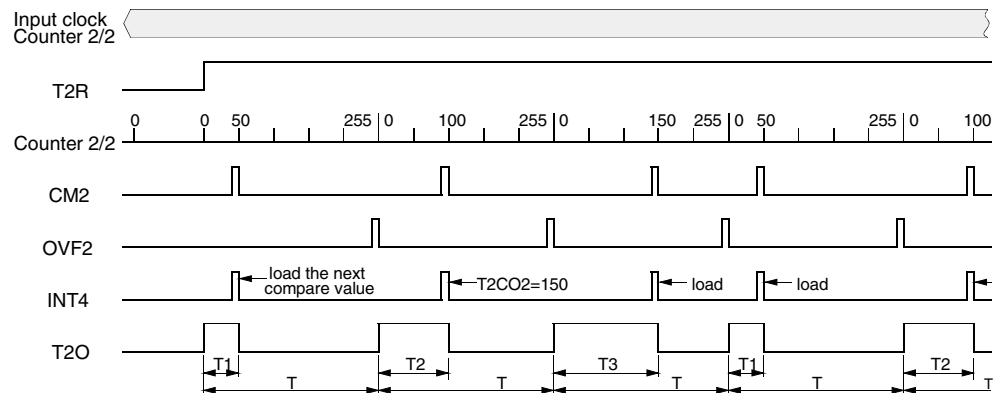 Input clock
Counter 2/2
T2R
0 0 50 255 0 100 255 0 150 255 0 50 255 0 100
Counter 2/2
CM2
OVF2
INT4
load the next
compare value
T2CO2=150
load
load
T2O
T1 T2 T3 T1 T2
T T T T T